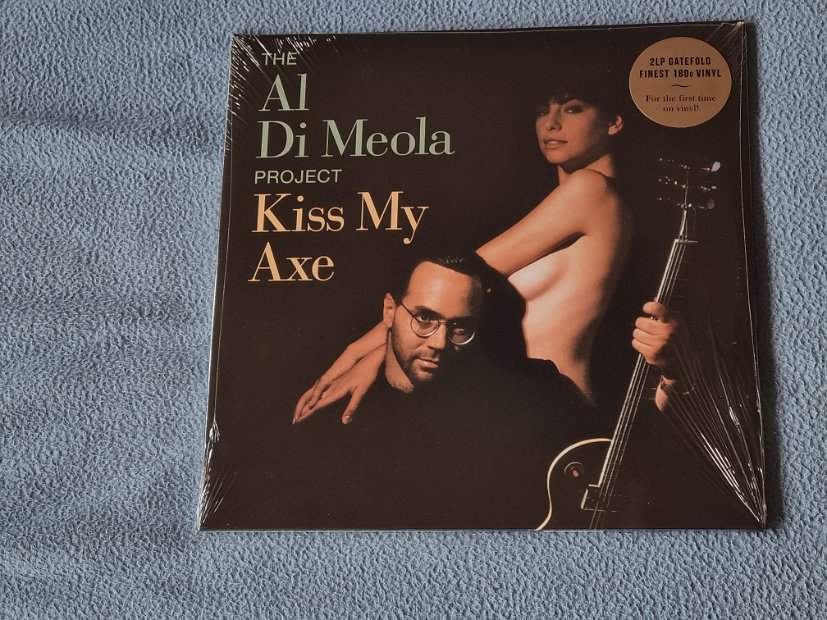 THE
Al
Di Meola
PROJECT
Kiss My
Axe
2LP GATEFOLD
FINEST 180G VINYL
For the first time
on vinyl!